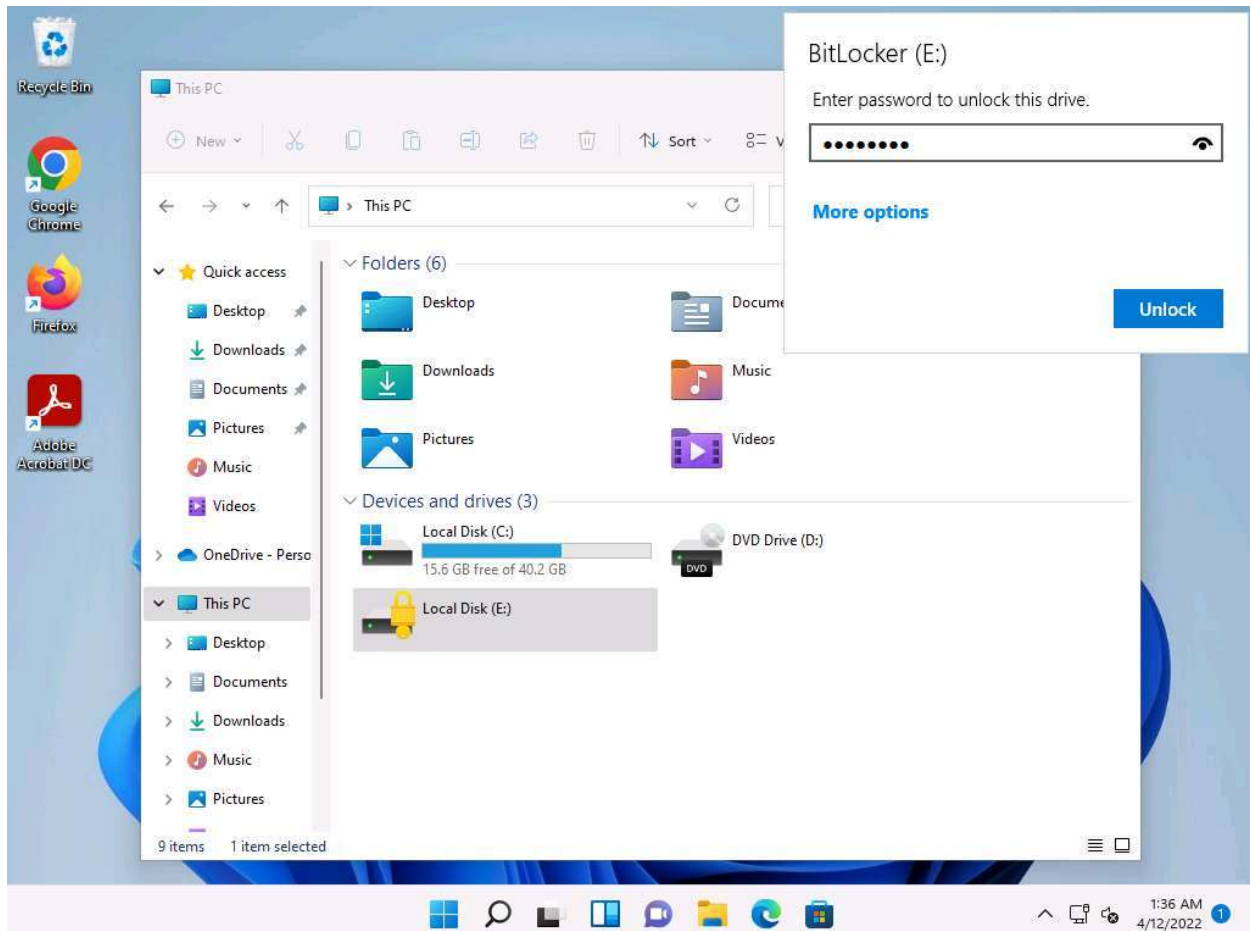 Recycle Bin
Google
Chrome
Firefox
Adobe
Acrobat DC
This PC
New
Sort
V
This PC
Quick access
Desktop
Downloads
Documents
Pictures
Music
Videos
OneDrive - Perso
This PC
Desktop
Documents
Downloads
Music
Pictures
Folders (6)
Desktop
Docume
Downloads
Music
Pictures
Videos
Devices and drives (3)
Local Disk (C:)
15.6 GB free of 40.2 GB
DVD
DVD Drive (D:)
Local Disk (E:)
9 items 1 item selected
BitLocker (E:)
Enter password to unlock this drive.
More options
Unlock
1:36 AM
4/12/2022
1